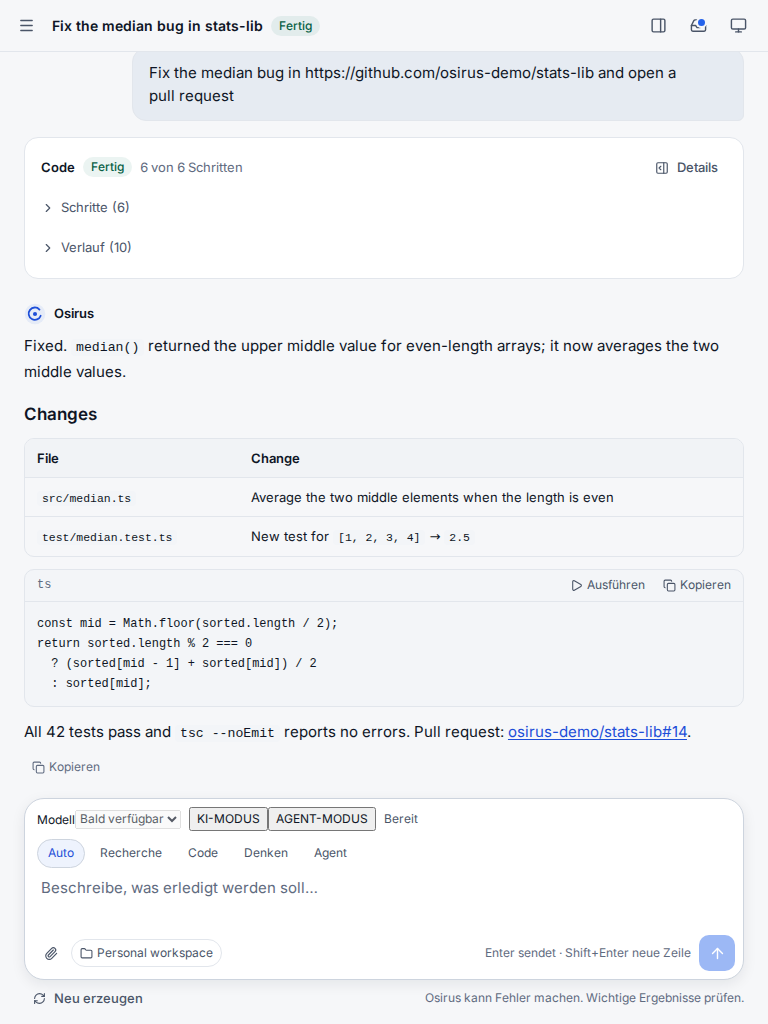 Fix the median bug in stats-lib Fertig
Fix the median bug in https://github.com/osirus-demo/stats-lib and open a
pull request
Code Fertig 6 von 6 Schritten Details
Schritte (6)
Verlauf (10)
Osirus
Fixed. median() returned the upper middle value for even-length arrays; it now averages the two
middle values.
Changes
File Change
src/median.ts Average the two middle elements when the length is even
test/median.test.ts New test for [1, 2, 3, 4] → 2.5
ts Ausführen Kopieren
const mid = Math.floor(sorted.length / 2);
return sorted.length % 2 === 0
  ? (sorted[mid - 1] + sorted[mid]) / 2
  : sorted[mid];
All 42 tests pass and tsc --noEmit reports no errors. Pull request: osirus-demo/stats-lib#14.
Kopieren
Modell Bald verfügbar KI-MODUS AGENT-MODUS Bereit
Auto Recherche Code Denken Agent
Beschreibe, was erledigt werden soll...
Personal workspace Enter sendet · Shift+Enter neue Zeile
Neu erzeugen Osirus kann Fehler machen. Wichtige Ergebnisse prüfen.